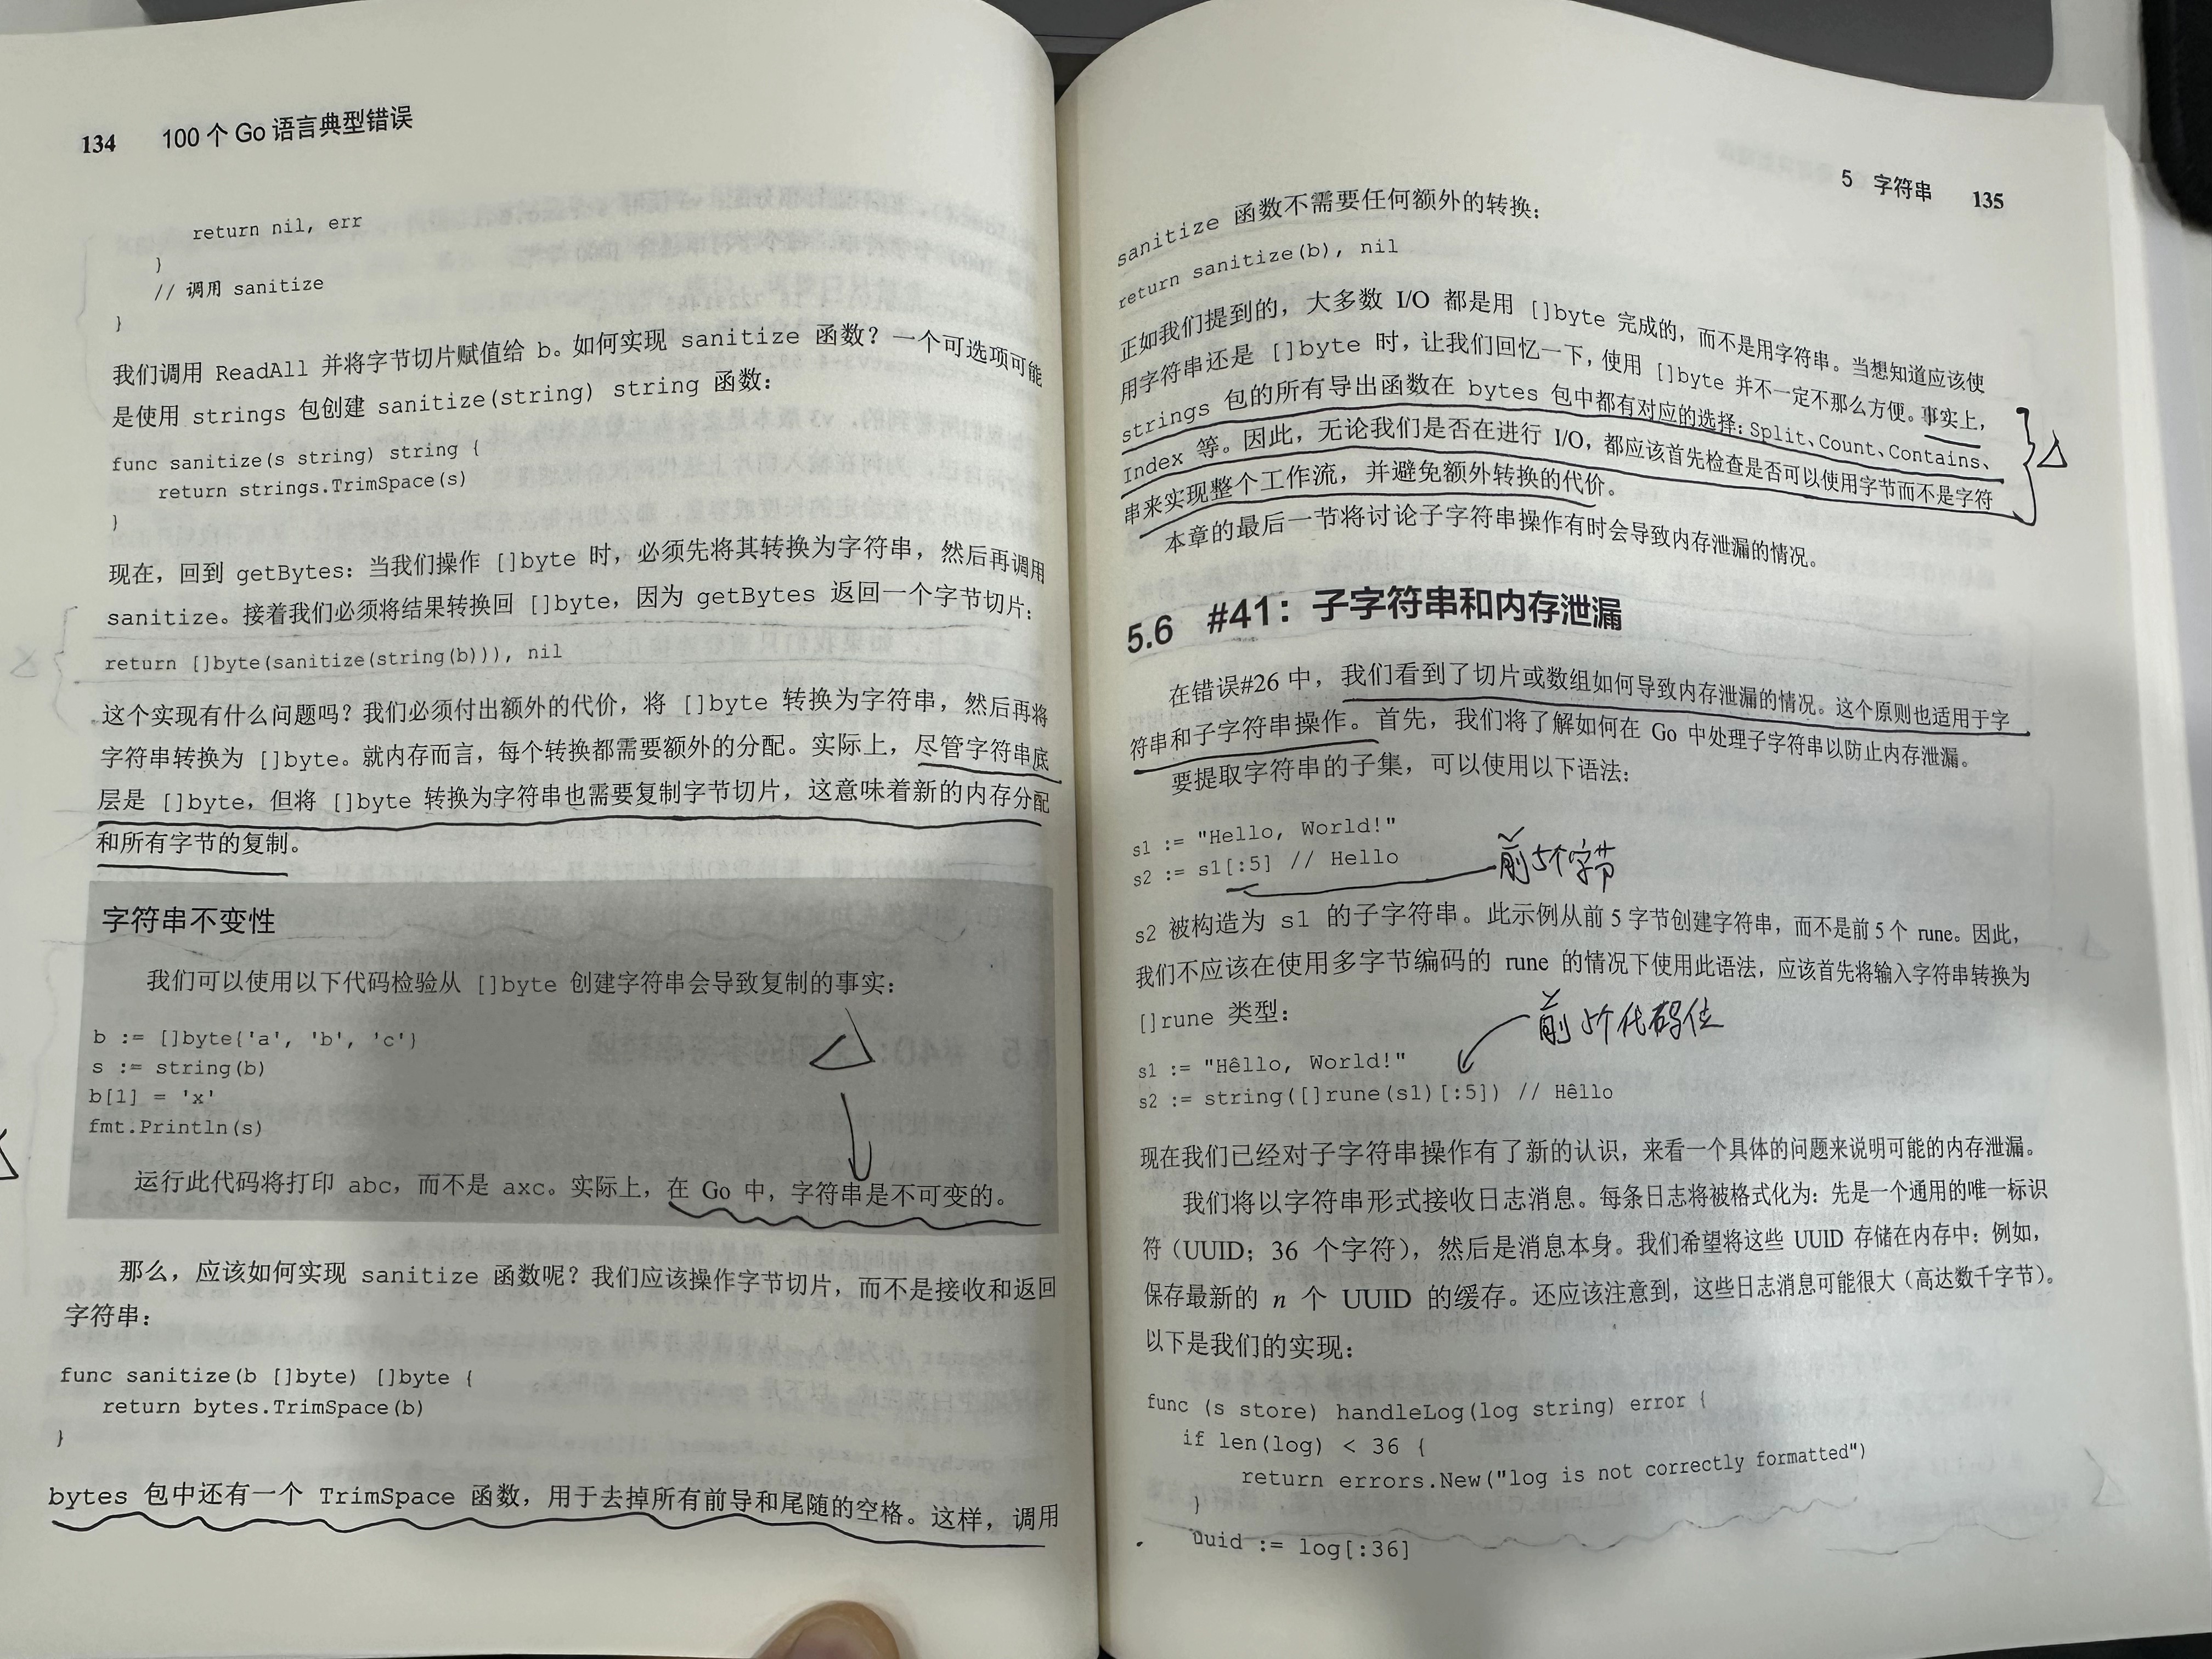 134 100 个 Go 语言典型错误
return nil, err
}
// 调用 sanitize
}
我们调用 ReadAll 并将字节切片赋值给 b。如何实现 sanitize 函数？一个可选项可能
是使用 strings 包创建 sanitize(string) string 函数：
func sanitize(s string) string {
return strings.TrimSpace(s)
}
现在，回到 getBytes：当我们操作 []byte 时，必须先将其转换为字符串，然后再调用
sanitize。接着我们必须将结果转换回 []byte，因为 getBytes 返回一个字节切片：
return []byte(sanitize(string(b))), nil
这个实现有什么问题吗？我们必须付出额外的代价，将 []byte 转换为字符串，然后再将
字符串转换为 []byte。就内存而言，每个转换都需要额外的分配。实际上，尽管字符串底
层是 []byte，但将 []byte 转换为字符串也需要复制字节切片，这意味着新的内存分配
和所有字节的复制。
字符串不变性
我们可以使用以下代码检验从 []byte 创建字符串会导致复制的事实：
b := []byte{'a', 'b', 'c'}
s := string(b)
b[1] = 'x'
fmt.Println(s)
运行此代码将打印 abc，而不是 axc。实际上，在 Go 中，字符串是不可变的。
那么，应该如何实现 sanitize 函数呢？我们应该操作字节切片，而不是接收和返回
字符串：
func sanitize(b []byte) []byte {
return bytes.TrimSpace(b)
}
bytes 包中还有一个 TrimSpace 函数，用于去掉所有前导和尾随的空格。这样，调用
5 字符串 135
sanitize 函数不需要任何额外的转换：
return sanitize(b), nil
正如我们提到的，大多数 I/O 都是用 []byte 完成的，而不是用字符串。当想知道应该使
用字符串还是 []byte 时，让我们回忆一下，使用 []byte 并不一定不那么方便。事实上，
strings 包的所有导出函数在 bytes 包中都有对应的选择：Split、Count、Contains、
Index 等。因此，无论我们是否在进行 I/O，都应该首先检查是否可以使用字节而不是字符
串来实现整个工作流，并避免额外转换的代价。
本章的最后一节将讨论子字符串操作有时会导致内存泄漏的情况。
5.6 #41：子字符串和内存泄漏
在错误#26 中，我们看到了切片或数组如何导致内存泄漏的情况。这个原则也适用于字
符串和子字符串操作。首先，我们将了解如何在 Go 中处理子字符串以防止内存泄漏。
要提取字符串的子集，可以使用以下语法：
s1 := "Hello, World!"
s2 := s1[:5] // Hello
前5个字节
s2 被构造为 s1 的子字符串。此示例从前 5 字节创建字符串，而不是前 5 个 rune。因此，
我们不应该在使用多字节编码的 rune 的情况下使用此语法，应该首先将输入字符串转换为
[]rune 类型：
前5个代码位
s1 := "Hêllo, World!"
s2 := string([]rune(s1)[:5]) // Hêllo
现在我们已经对子字符串操作有了新的认识，来看一个具体的问题来说明可能的内存泄漏。
我们将以字符串形式接收日志消息。每条日志将被格式化为：先是一个通用的唯一标识
符（UUID；36 个字符），然后是消息本身。我们希望将这些 UUID 存储在内存中：例如，
保存最新的 n 个 UUID 的缓存。还应该注意到，这些日志消息可能很大（高达数千字节）。
以下是我们的实现：
func (s store) handleLog(log string) error {
if len(log) < 36 {
return errors.New("log is not correctly formatted")
}
uuid := log[:36]